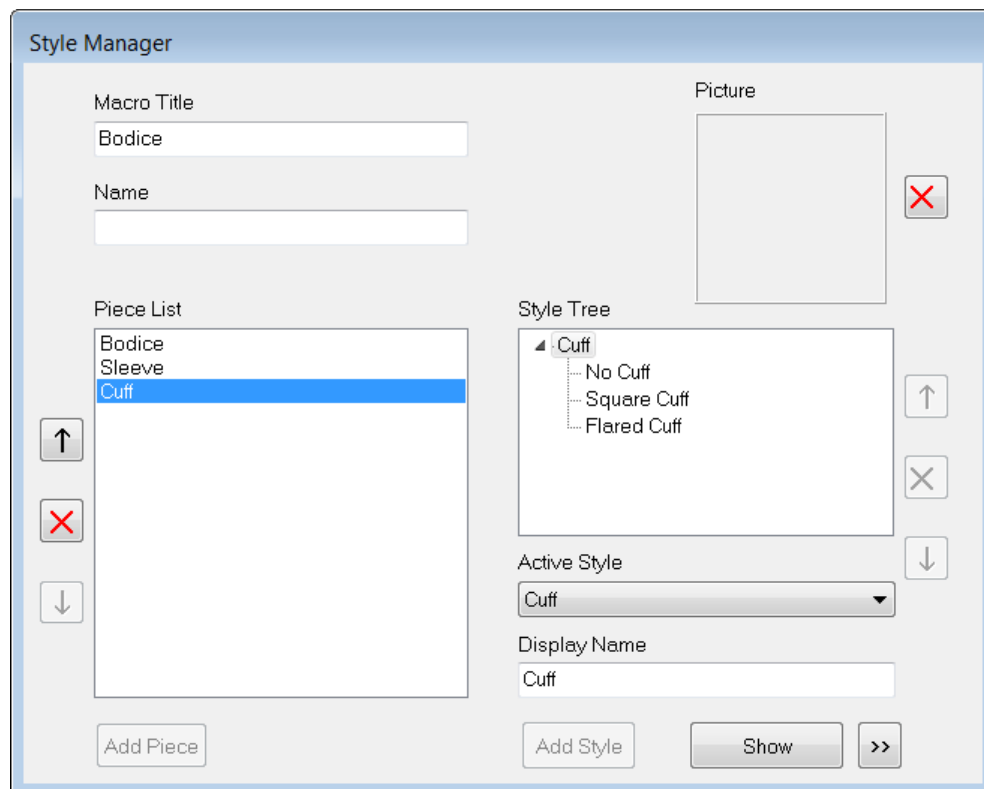 Style Manager
Macro Title
Bodice
Name
Picture
Piece List
Bodice
Sleeve
Cuff
Add Piece
Style Tree
Cuff
No Cuff
Square Cuff
Flared Cuff
Active Style
Cuff
Display Name
Cuff
Add Style
Show
>>